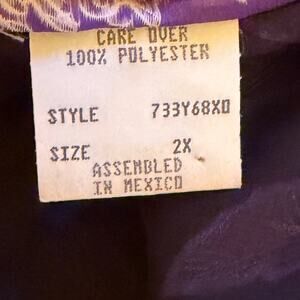 CARE OVER
100% POLYESTER
STYLE 733Y68XO
SIZE 2X
ASSEMBLED
IN MEXICO